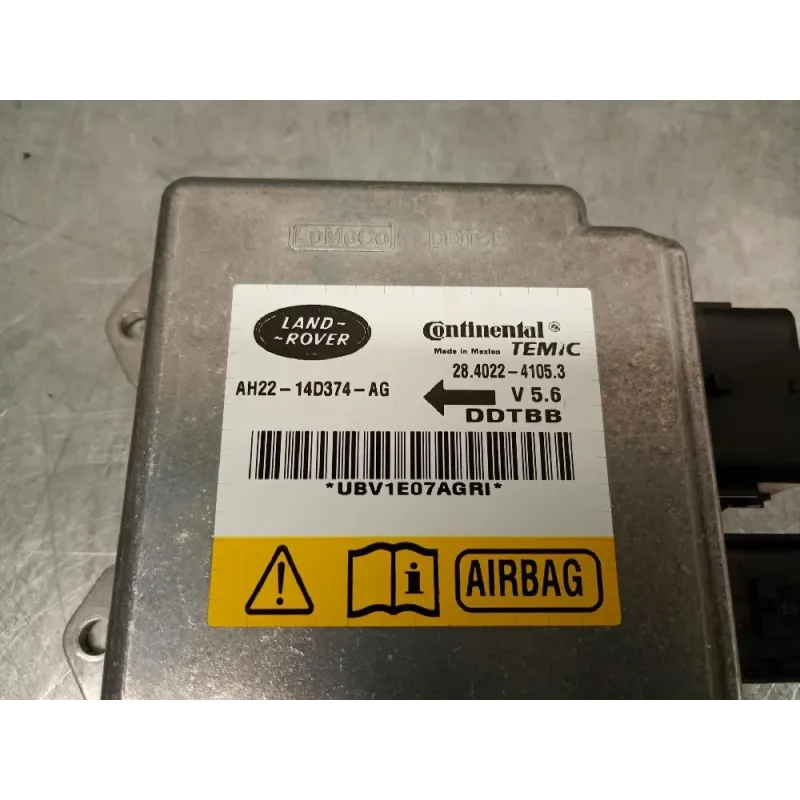 FoMoCo DDTBB
LAND~
~ROVER
Continental ®
Made in Mexico TEMIC
28.4022-4105.3
AH22-14D374-AG
V 5.6
DDTBB
*UBV1E07AGRI*
i
AIRBAG